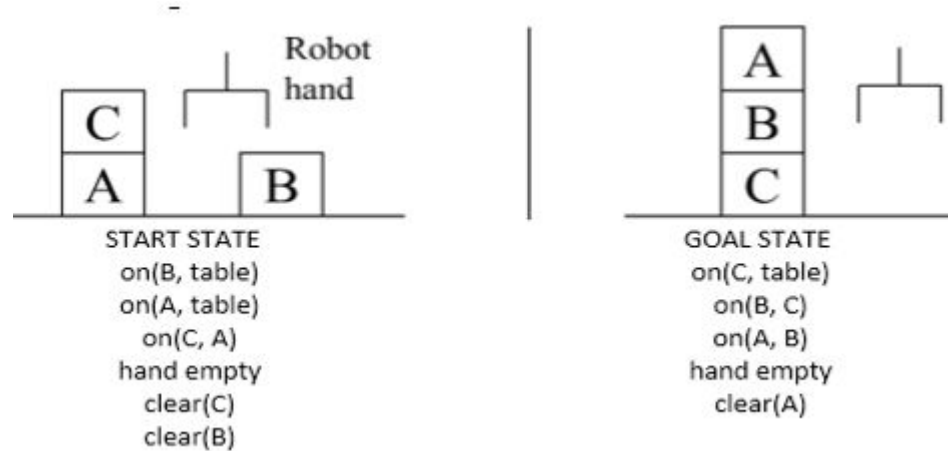 Robot
hand
C
A
B
START STATE
on(B, table)
on(A, table)
on(C, A)
hand empty
clear(C)
clear(B)
A
B
C
GOAL STATE
on(C, table)
on(B, C)
on(A, B)
hand empty
clear(A)